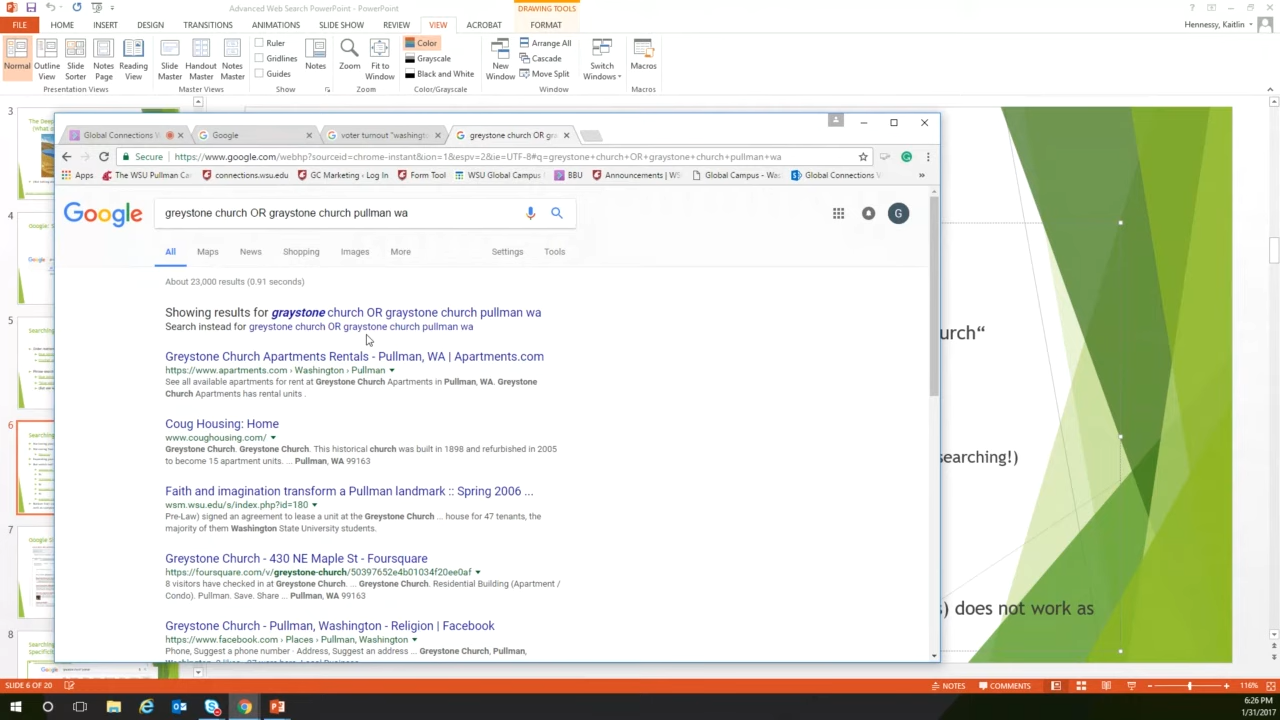 Advanced Web Search PowerPoint - PowerPoint
DRAWING TOOLS
FILE HOME INSERT DESIGN TRANSITIONS ANIMATIONS SLIDE SHOW REVIEW VIEW ACROBAT FORMAT
Hennessy, Kaitlin
Normal
Outline View
Slide Sorter
Notes Page
Reading View
Slide Master
Handout Master
Notes Master
Ruler
Gridlines
Guides
Notes
Zoom
Fit to Window
Color
Grayscale
Black and White
New Window
Arrange All
Cascade
Move Split
Switch Windows
Macros
Presentation Views Master Views Show Zoom Color/Grayscale Window Macros
3
4
5
6
7
8
Global Connections W
Google
voter turnout "washingt
greystone church OR gra
Secure https://www.google.com/webhp?sourceid=chrome-instant&ion=1&espv=2&ie=UTF-8#q=greystone+church+OR+graystone+church+pullman+wa
Apps The WSU Pullman Car connections.wsu.edu GC Marketing › Log In Form Tool WSU Global Campus BBU Announcements | WS Global Campus - Wa Global Connections V
Google
greystone church OR graystone church pullman wa
G
All Maps News Shopping Images More Settings Tools
About 23,000 results (0.91 seconds)
Showing results for graystone church OR graystone church pullman wa
Search instead for greystone church OR graystone church pullman wa
Greystone Church Apartments Rentals - Pullman, WA | Apartments.com
https://www.apartments.com › Washington › Pullman
See all available apartments for rent at Greystone Church Apartments in Pullman, WA. Greystone
Church Apartments has rental units .
Coug Housing: Home
www.coughousing.com/
Greystone Church. Greystone Church. This historical church was built in 1898 and refurbished in 2005
to become 15 apartment units. ... Pullman, WA 99163
Faith and imagination transform a Pullman landmark :: Spring 2006 ...
wsm.wsu.edu/s/index.php?id=180
Pre-Law) signed an agreement to lease a unit at the Greystone Church ... house for 47 tenants, the
majority of them Washington State University students.
Greystone Church - 430 NE Maple St - Foursquare
https://foursquare.com/v/greystone-church/50397652e4b01034f20ee0af
8 visitors have checked in at Greystone Church. ... Greystone Church. Residential Building (Apartment /
Condo). Pullman. Save. Share ... Pullman, WA 99163
Greystone Church - Pullman, Washington - Religion | Facebook
https://www.facebook.com › Places › Pullman, Washington
Phone, Suggest a phone number · Address, Suggest an address ... Greystone Church, Pullman,
urch“
searching!)
s) does not work as
SLIDE 6 OF 20
NOTES COMMENTS 116%
6:26 PM
1/31/2017